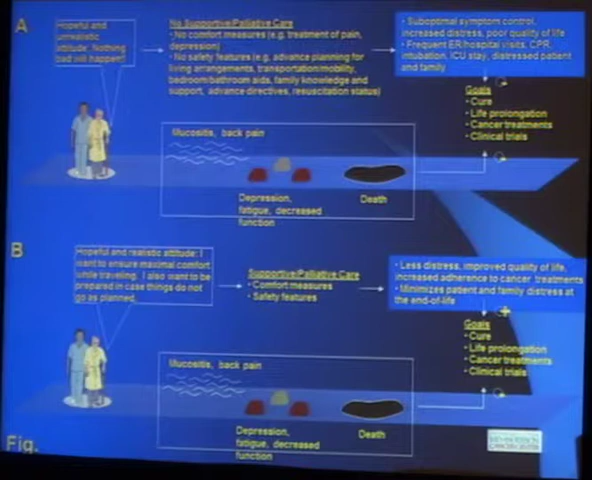 A
Hopeful and
unrealistic
attitude: Nothing
bad will happen!
No Supportive/Palliative Care
• No comfort measures (e.g. treatment of pain,
depression)
• No safety features (e.g. advance planning for
living arrangements, transportation/mobility,
bedroom/bathroom aids, family knowledge and
support, advance directives, resuscitation status)
• Suboptimal symptom control,
increased distress, poor quality of life
• Frequent ER/hospital visits, CPR,
intubation, ICU stay, distressed patient
and family
Goals
• Cure
• Life prolongation
• Cancer treatments
• Clinical trials
Mucositis, back pain
Depression,
fatigue, decreased
function
Death
B
Hopeful and realistic attitude: I
want to ensure maximal comfort
while traveling. I also want to be
prepared in case things do not
go as planned.
Supportive/Palliative Care
• Comfort measures
• Safety features
• Less distress, improved quality of life,
increased adherence to cancer treatments
• Minimizes patient and family distress at
the end-of-life
Goals
• Cure
• Life prolongation
• Cancer treatments
• Clinical trials
Mucositis, back pain
Depression,
fatigue, decreased
function
Death
Fig.
CANCER CENTER